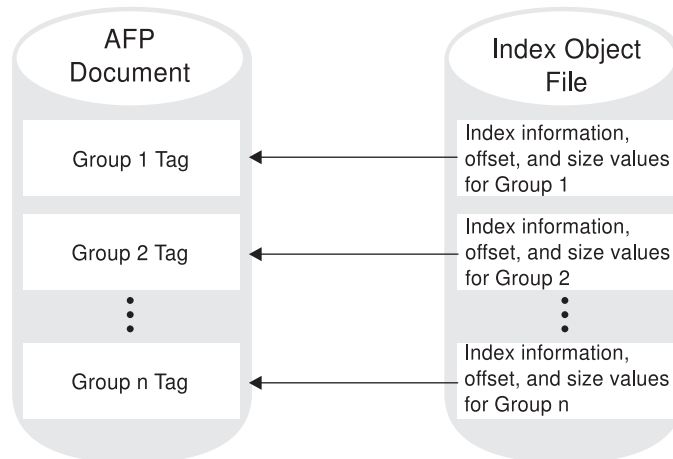 AFP
Document
Group 1 Tag
Group 2 Tag
Group n Tag
Index Object
File
Index information,
offset, and size values
for Group 1
Index information,
offset, and size values
for Group 2
Index information,
offset, and size values
for Group n